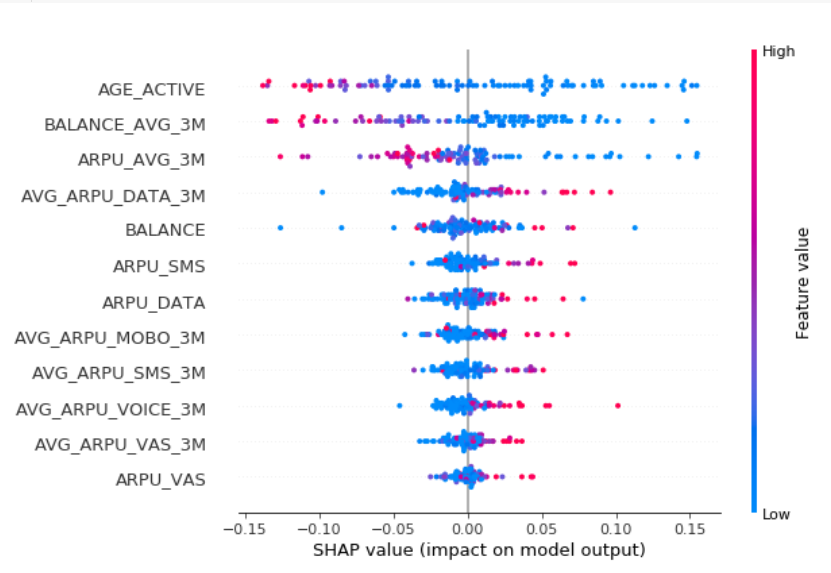 High
AGE_ACTIVE
BALANCE_AVG_3M
ARPU_AVG_3M
AVG_ARPU_DATA_3M
BALANCE
ARPU_SMS
ARPU_DATA
AVG_ARPU_MOBO_3M
AVG_ARPU_SMS_3M
AVG_ARPU_VOICE_3M
AVG_ARPU_VAS_3M
ARPU_VAS
Feature value
Low
−0.15 −0.10 −0.05 0.00 0.05 0.10 0.15
SHAP value (impact on model output)